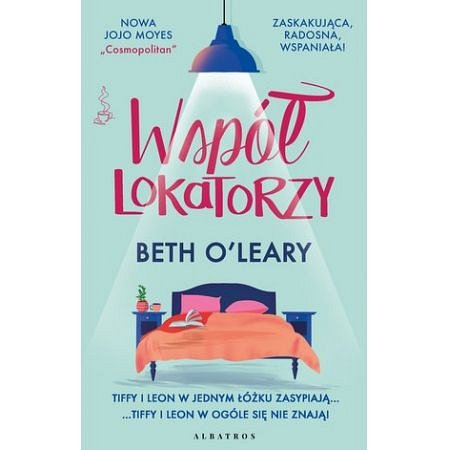 NOWA
JOJO MOYES
„Cosmopolitan”
ZASKAKUJĄCA,
RADOSNA,
WSPANIAŁA!
Współ
LOKATORZY
BETH O’LEARY
TIFFY I LEON W JEDNYM ŁÓŻKU ZASYPIAJĄ...
...TIFFY I LEON W OGÓLE SIĘ NIE ZNAJĄ!
ALBATROS